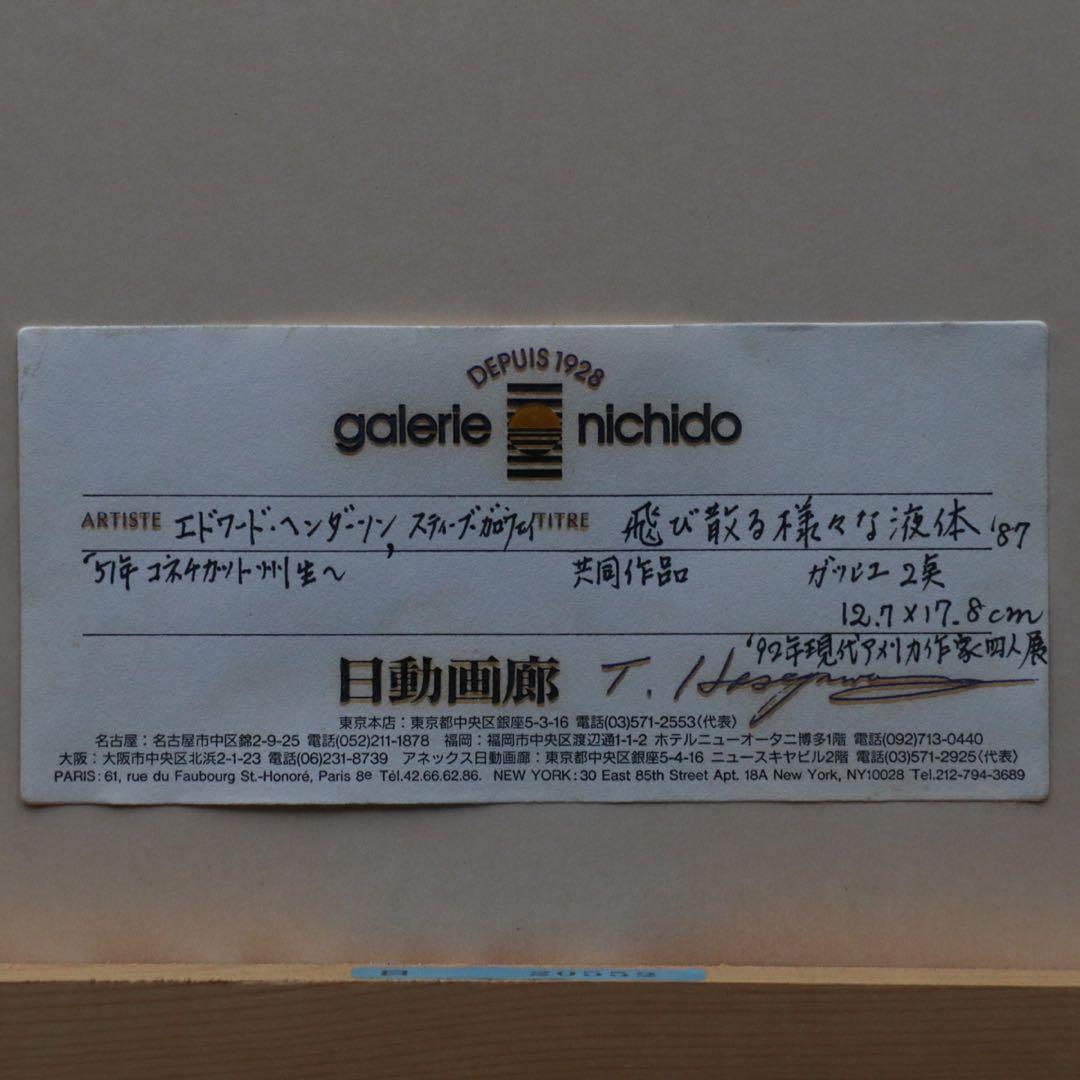 DEPUIS 1928
galerie nichido
ARTISTE エドワード・ヘンダーソン, スティーブ・ガロウェイ TITRE 飛び散る様々な液体 '87
'51年 コネチカット州生〜 共同作品 ガッシュ 2点
12.7×17.8cm
'92年現代アメリカ作家四人展
日動画廊 T. Hasegawa
東京本店：東京都中央区銀座5-3-16 電話(03)571-2553〈代表〉
名古屋：名古屋市中区錦2-9-25 電話(052)211-1878 福岡：福岡市中央区渡辺通1-1-2 ホテルニューオータニ博多1階 電話(092)713-0440
大阪：大阪市中央区北浜2-1-23 電話(06)231-8739 アネックス日動画廊：東京都中央区銀座5-4-16 ニュースキヤビル2階 電話(03)571-2925〈代表〉
PARIS: 61, rue du Faubourg St.-Honoré, Paris 8e Tél.42.66.62.86. NEW YORK: 30 East 85th Street Apt. 18A New York, NY10028 Tel.212-794-3689
20552